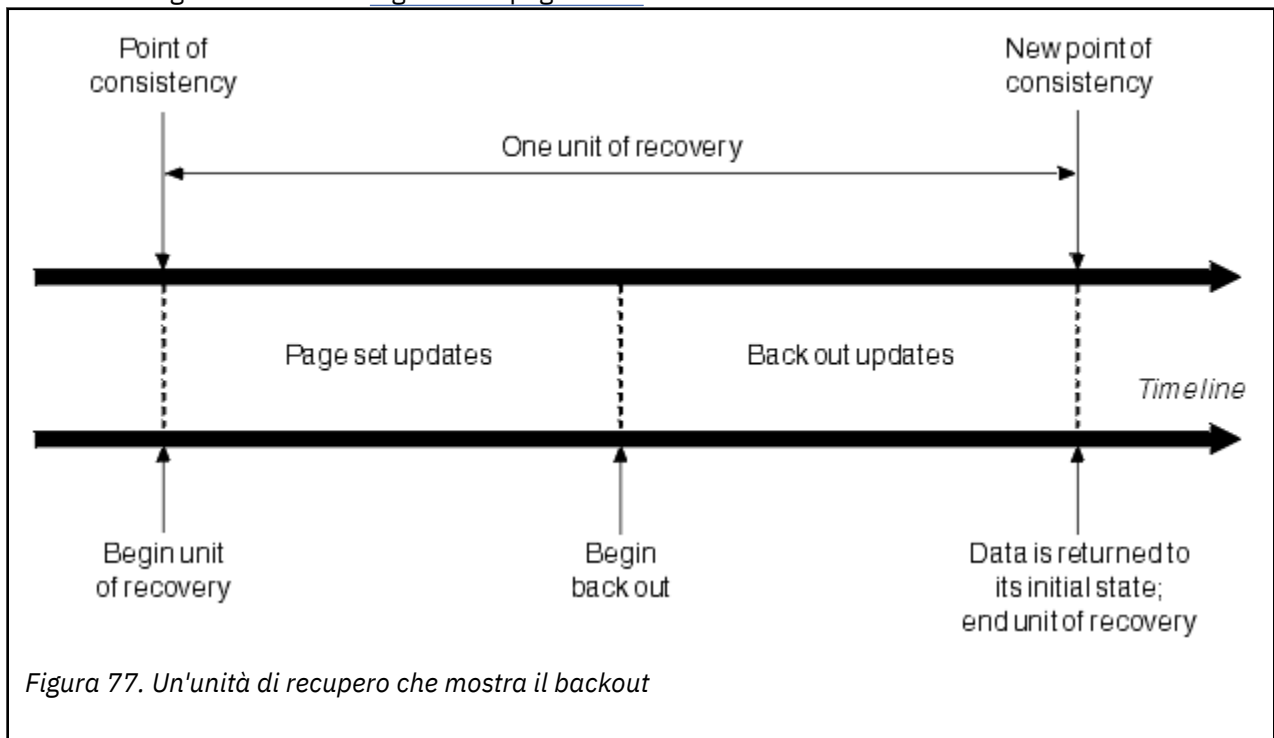 Point of
consistency
New point of
consistency
One unit of recovery
Page set updates
Back out updates
Timeline
Begin unit
of recovery
Begin
back out
Data is returned to
its initial state;
end unit of recovery
Figura 77. Un'unità di recupero che mostra il backout